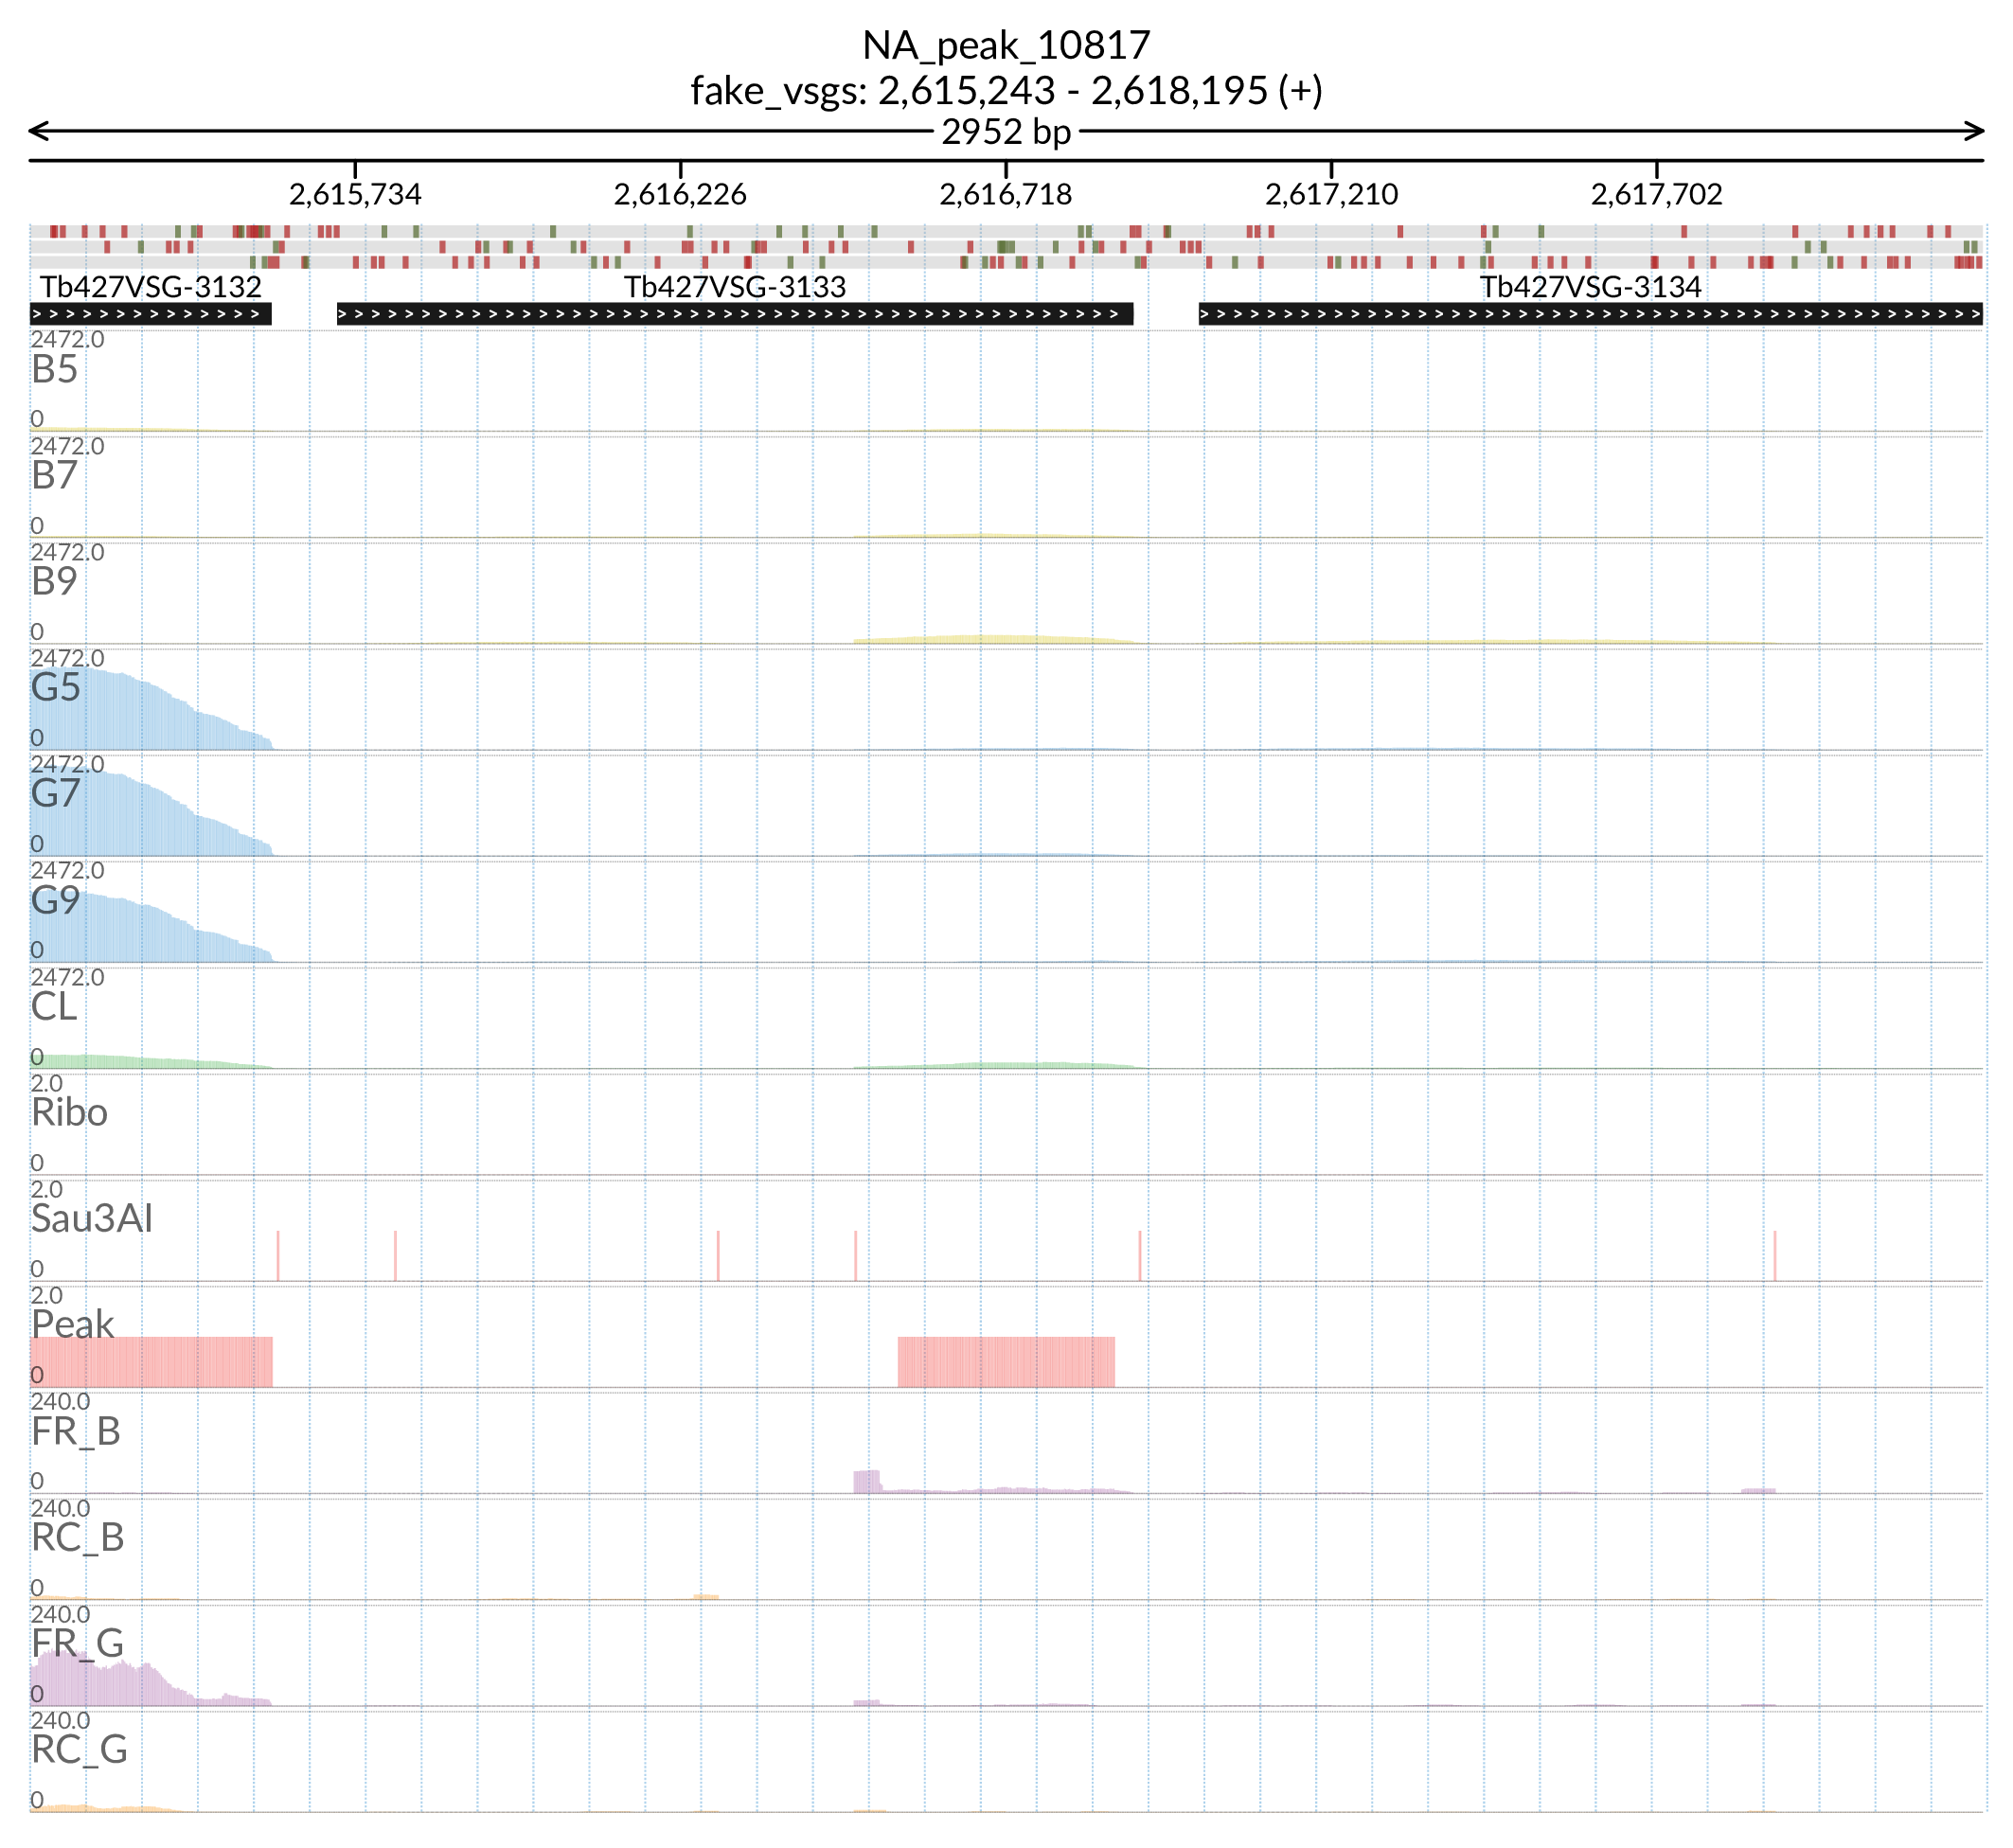 NA_peak_10817
fake_vsgs: 2,615,243 - 2,618,195 (+)
2952 bp
2,615,734 2,616,226 2,616,718 2,617,210 2,617,702
Tb427VSG-3132 Tb427VSG-3133 Tb427VSG-3134
2472.0
B5
0
2472.0
B7
0
2472.0
B9
0
2472.0
G5
0
2472.0
G7
0
2472.0
G9
0
2472.0
CL
0
2.0
Ribo
0
2.0
Sau3AI
0
2.0
Peak
0
240.0
FR_B
0
240.0
RC_B
0
240.0
FR_G
0
240.0
RC_G
0